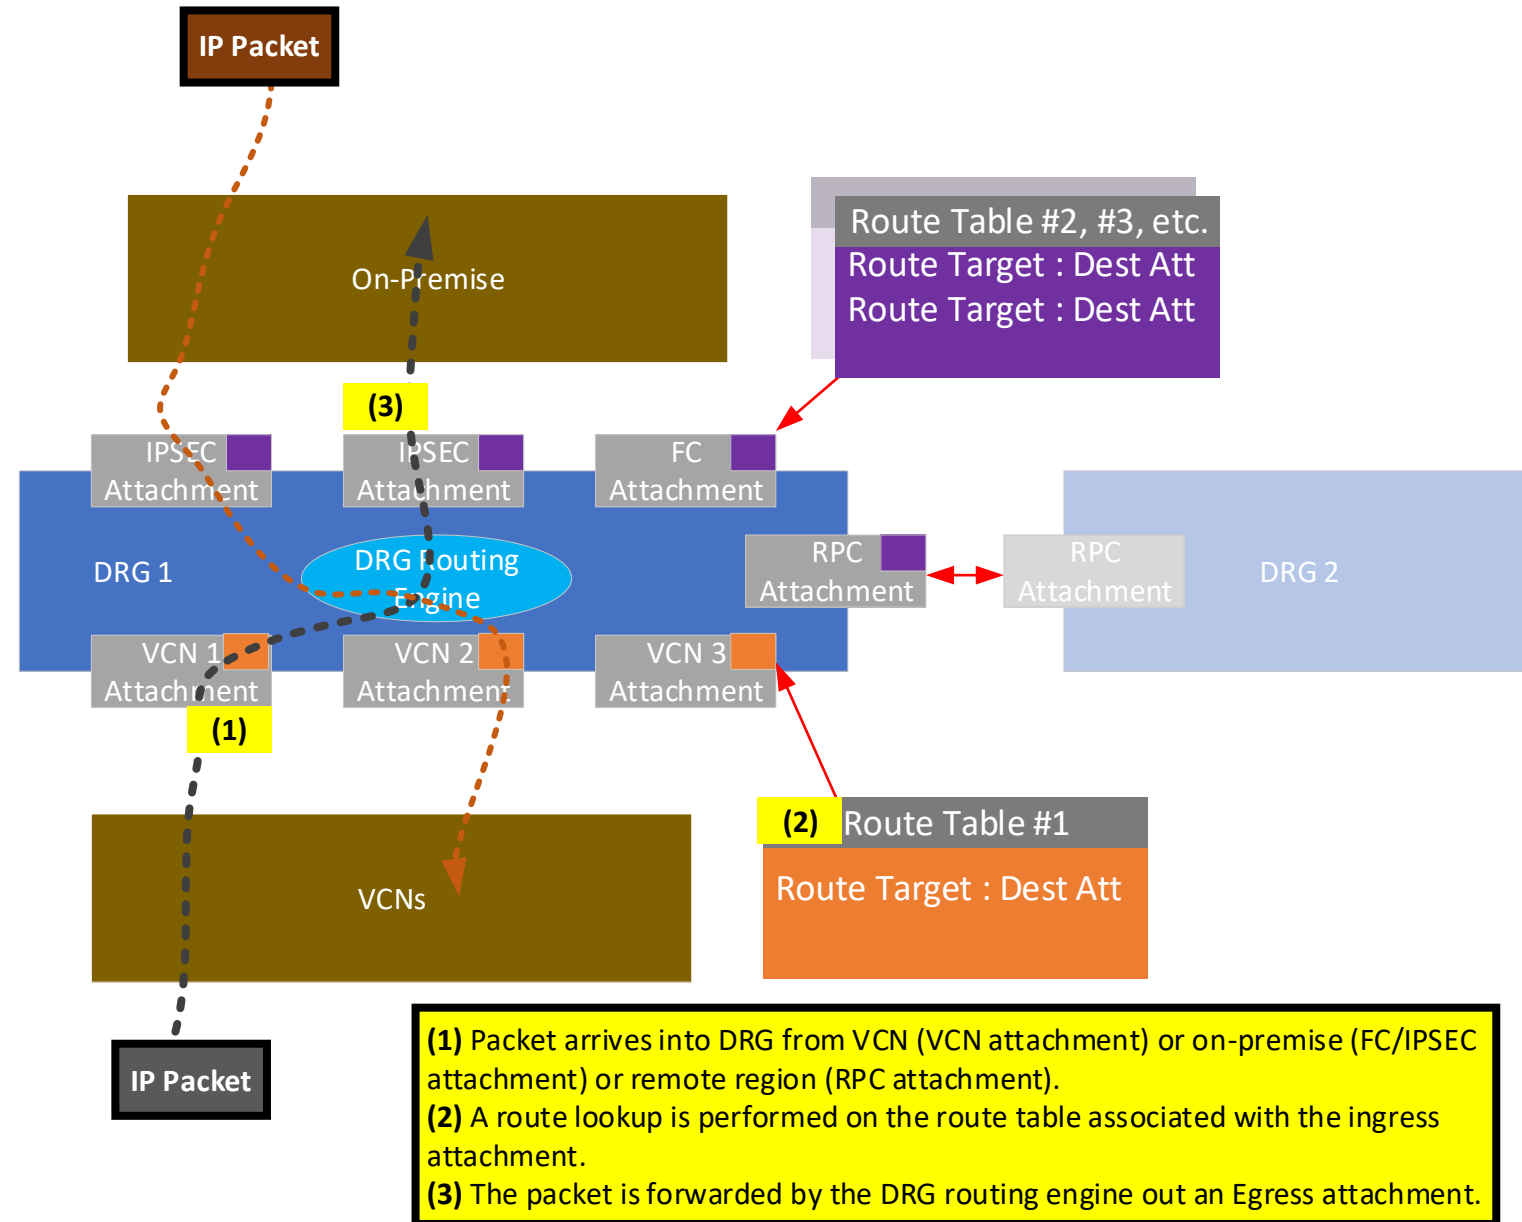 IP Packet
On-Premise
Route Table #2, #3, etc.
Route Target : Dest Att
Route Target : Dest Att
(3)
IPSEC
Attachment
IPSEC
Attachment
FC
Attachment
DRG 1
DRG Routing
Engine
RPC
Attachment
RPC
Attachment
DRG 2
VCN 1
Attachment
VCN 2
Attachment
VCN 3
Attachment
(1)
(2) Route Table #1
Route Target : Dest Att
VCNs
IP Packet
(1) Packet arrives into DRG from VCN (VCN attachment) or on-premise (FC/IPSEC
attachment) or remote region (RPC attachment).
(2) A route lookup is performed on the route table associated with the ingress
attachment.
(3) The packet is forwarded by the DRG routing engine out an Egress attachment.